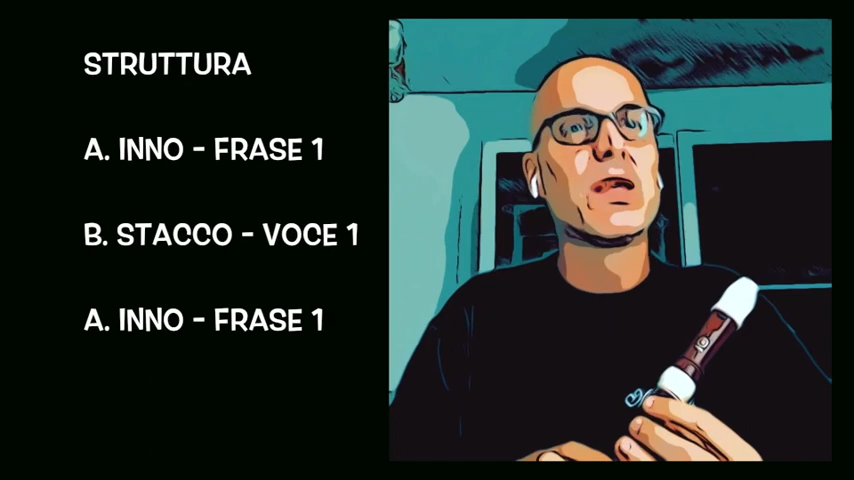 STRUTTURA
A. INNO - FRASE 1
B. STACCO - VOCE 1
A. INNO - FRASE 1